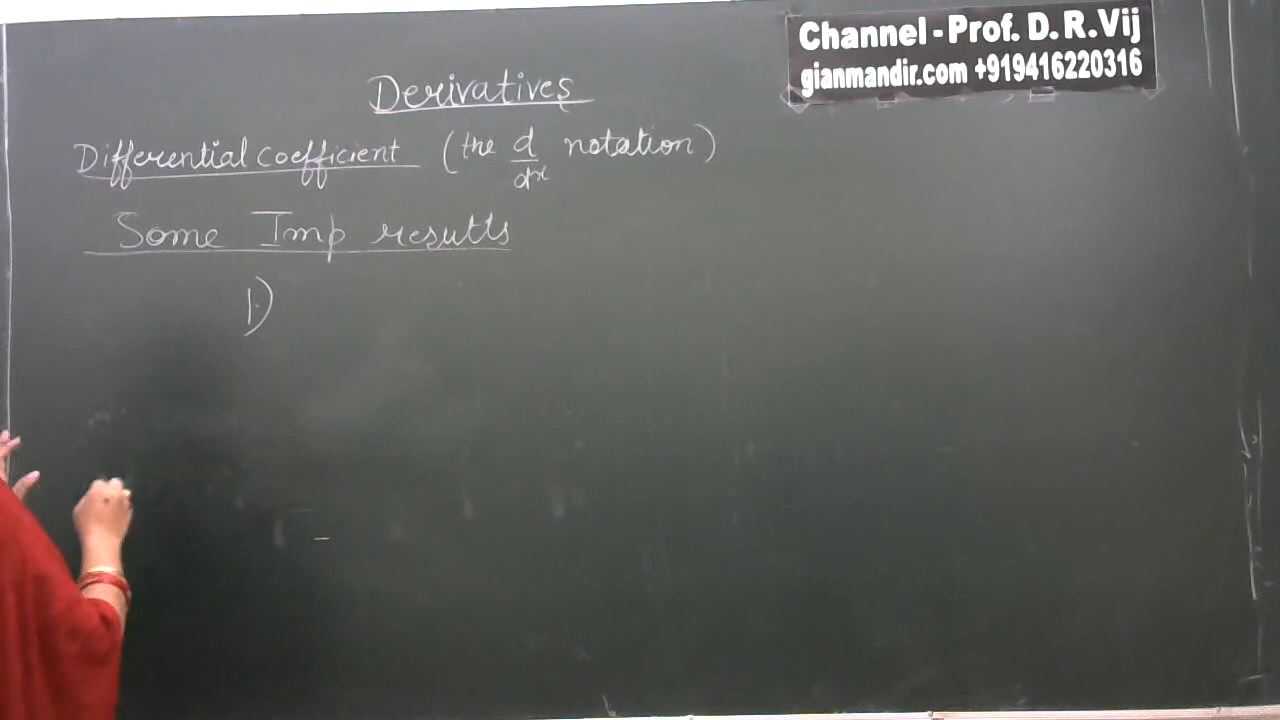 Channel - Prof. D. R. Vij
gianmandir.com +919416220316
Derivatives
Differential coefficient (the d/dx notation)
Some Imp results
1)